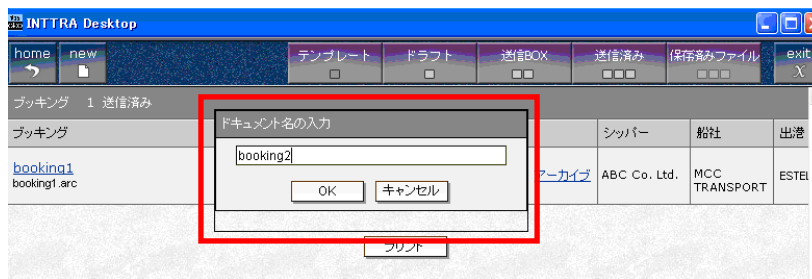 INTTRA Desktop
home new テンプレート ドラフト 送信BOX 送信済み 保存済みファイル exit
ブッキング 1 送信済み
ドキュメント名の入力
ブッキング シッパー 船社 出港
booking2
booking1 アーカイブ ABC Co. Ltd. MCC TRANSPORT ESTEL
booking1.arc
OK キャンセル
プリント